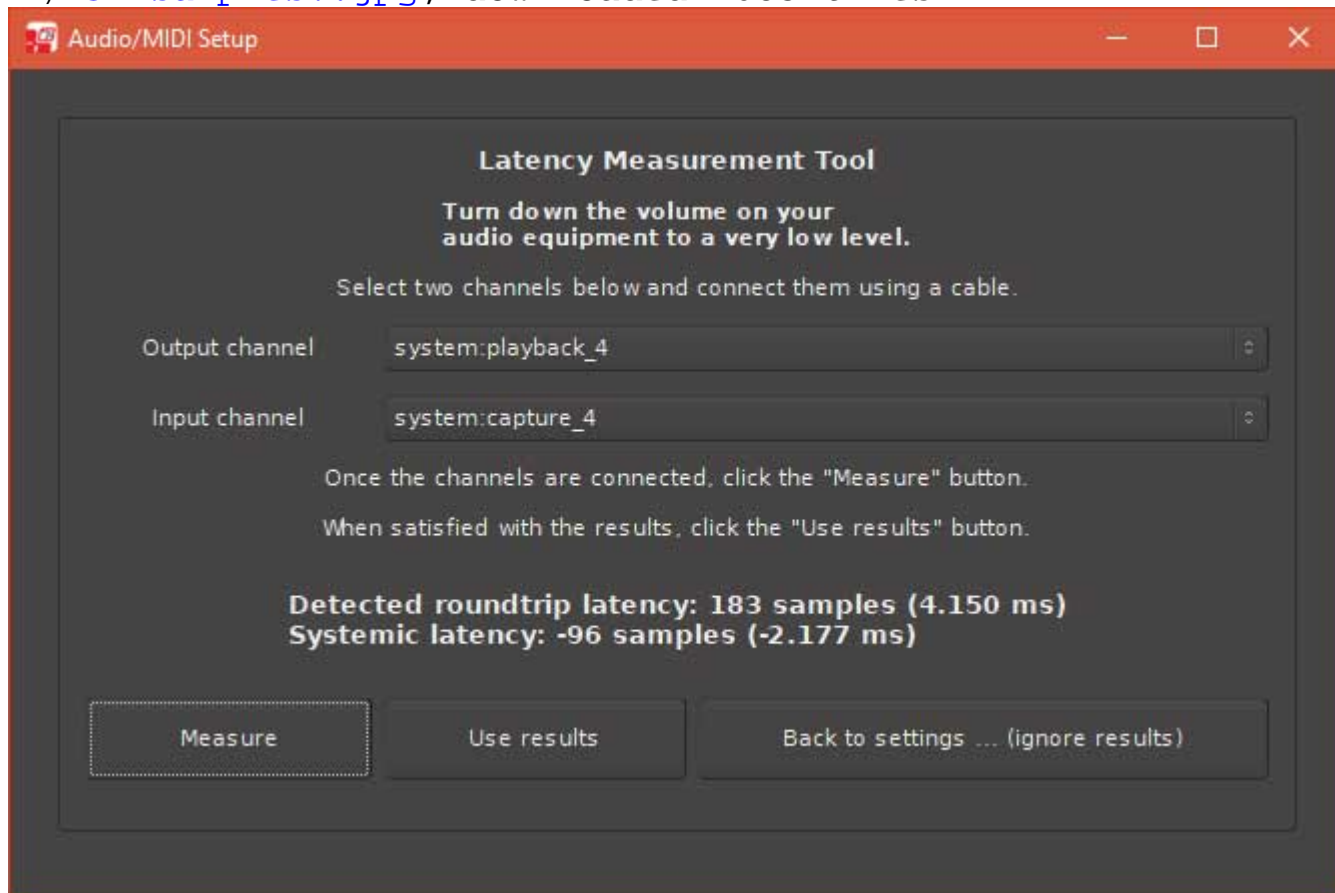 Audio/MIDI Setup
Latency Measurement Tool
Turn down the volume on your
audio equipment to a very low level.
Select two channels below and connect them using a cable.
Output channel system:playback_4
Input channel system:capture_4
Once the channels are connected, click the "Measure" button.
When satisfied with the results, click the "Use results" button.
Detected roundtrip latency: 183 samples (4.150 ms)
Systemic latency: -96 samples (-2.177 ms)
Measure Use results Back to settings ... (ignore results)